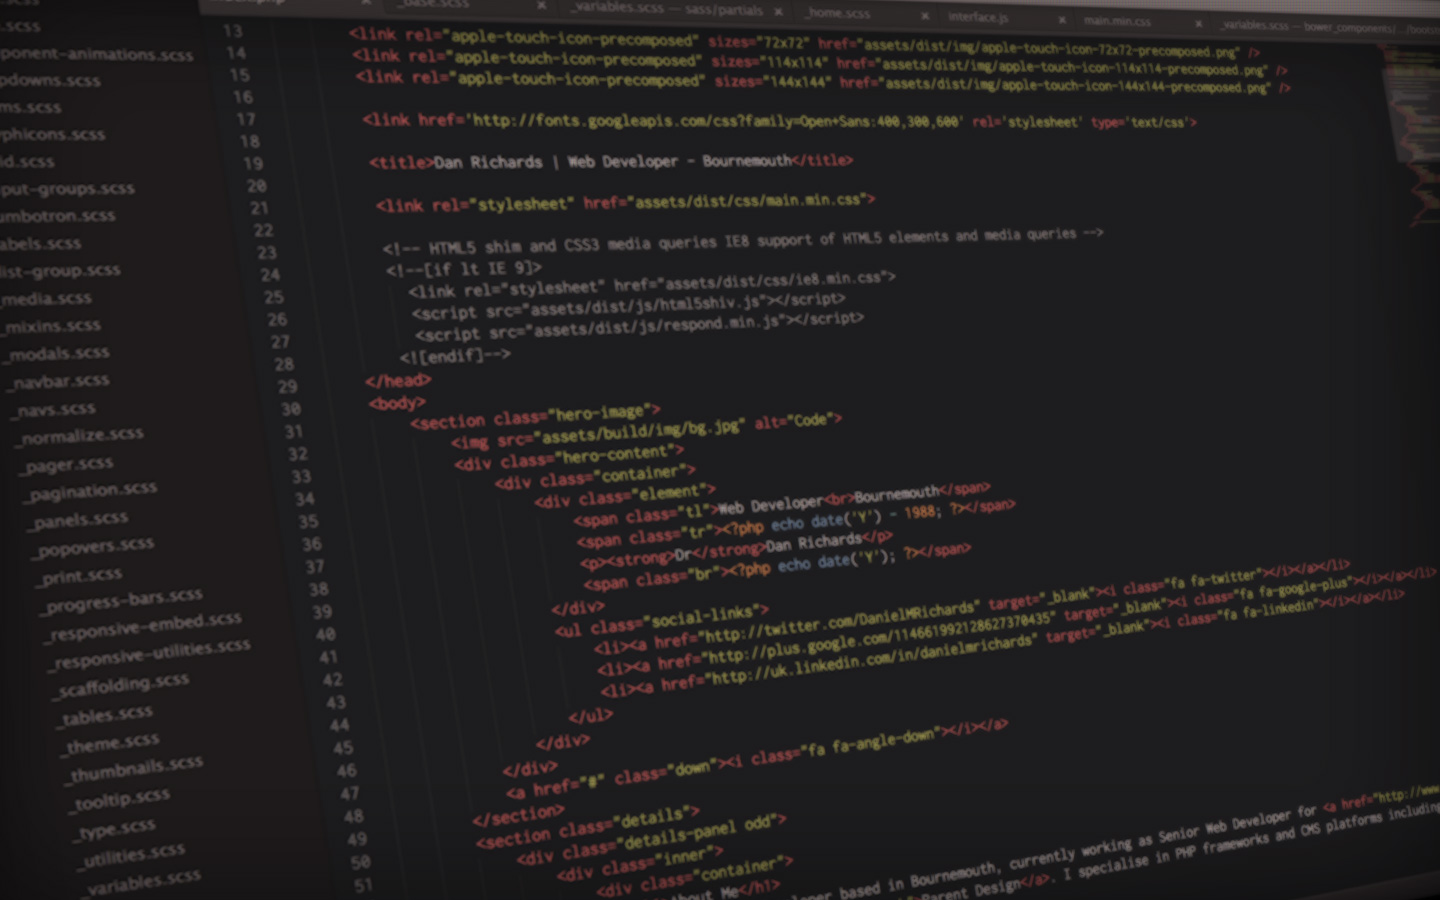 _base.scss
_variables.scss — sass/partials
_home.scss
interface.js
main.min.css
_variables.scss — bower_components/
.scss
ponent-animations.scss
pdowns.scss
ms.scss
phicons.scss
id.scss
put-groups.scss
umbotron.scss
abels.scss
ist-group.scss
_media.scss
_mixins.scss
_modals.scss
_navbar.scss
_navs.scss
_normalize.scss
_pager.scss
_pagination.scss
_panels.scss
_popovers.scss
_print.scss
_progress-bars.scss
_responsive-embed.scss
_responsive-utilities.scss
_scaffolding.scss
_tables.scss
_theme.scss
_thumbnails.scss
_tooltip.scss
_type.scss
_utilities.scss
_variables.scss
13 <link rel="apple-touch-icon-precomposed" sizes="72x72" href="assets/dist/img/apple-touch-icon-72x72-precomposed.png" />
14 <link rel="apple-touch-icon-precomposed" sizes="114x114" href="assets/dist/img/apple-touch-icon-114x114-precomposed.png" />
15 <link rel="apple-touch-icon-precomposed" sizes="144x144" href="assets/dist/img/apple-touch-icon-144x144-precomposed.png" />
16
17 <link href='http://fonts.googleapis.com/css?family=Open+Sans:400,300,600' rel='stylesheet' type='text/css'>
18
19 <title>Dan Richards | Web Developer - Bournemouth</title>
20
21 <link rel="stylesheet" href="assets/dist/css/main.min.css">
22
23 <!-- HTML5 shim and CSS3 media queries IE8 support of HTML5 elements and media queries -->
24 <!--[if lt IE 9]>
25 <link rel="stylesheet" href="assets/dist/css/ie8.min.css">
26 <script src="assets/dist/js/html5shiv.js"></script>
27 <script src="assets/dist/js/respond.min.js"></script>
28 <![endif]-->
29 </head>
30 <body>
31 <section class="hero-image">
32 <img src="assets/build/img/bg.jpg" alt="Code">
33 <div class="hero-content">
34 <div class="container">
35 <div class="element">
36 <span class="tl">Web Developer<br>Bournemouth</span>
37 <span class="tr"><?php echo date('Y') - 1988; ?></span>
38 <p><strong>Dr</strong>Dan Richards</p>
39 <span class="br"><?php echo date('Y'); ?></span>
40 </div>
41 <ul class="social-links">
42 <li><a href="http://twitter.com/DanielMRichards" target="_blank"><i class="fa fa-twitter"></i></a></li>
43 <li><a href="http://plus.google.com/114661992128627370435" target="_blank"><i class="fa fa-google-plus"></i></a></li>
44 <li><a href="http://uk.linkedin.com/in/danielmrichards" target="_blank"><i class="fa fa-linkedin"></i></a></li>
45 </ul>
46 </div>
47 </div>
48 <a href="#" class="down"><i class="fa fa-angle-down"></i></a>
49 </section>
50 <section class="details">
51 <div class="details-panel odd">
<div class="inner">
<div class="container">
bout Me</h1>
loper based in Bournemouth, currently working as Senior Web Developer for <a href="http://www
Parent Design</a>. I specialise in PHP frameworks and CMS platforms including